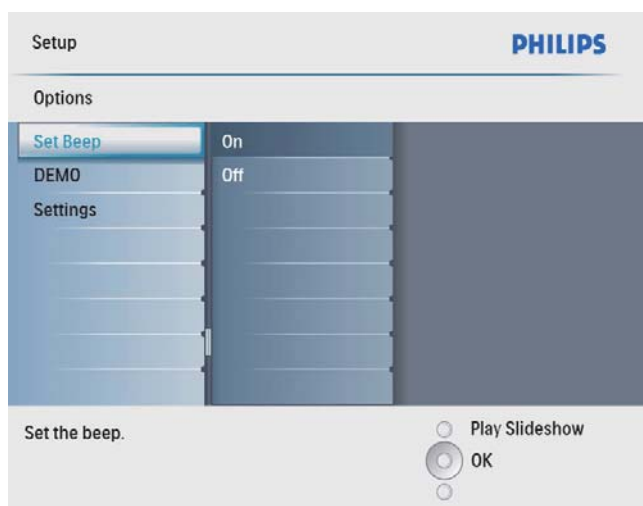 Setup
PHILIPS
Options
Set Beep
On
DEMO
Off
Settings
Set the beep.
Play Slideshow
OK